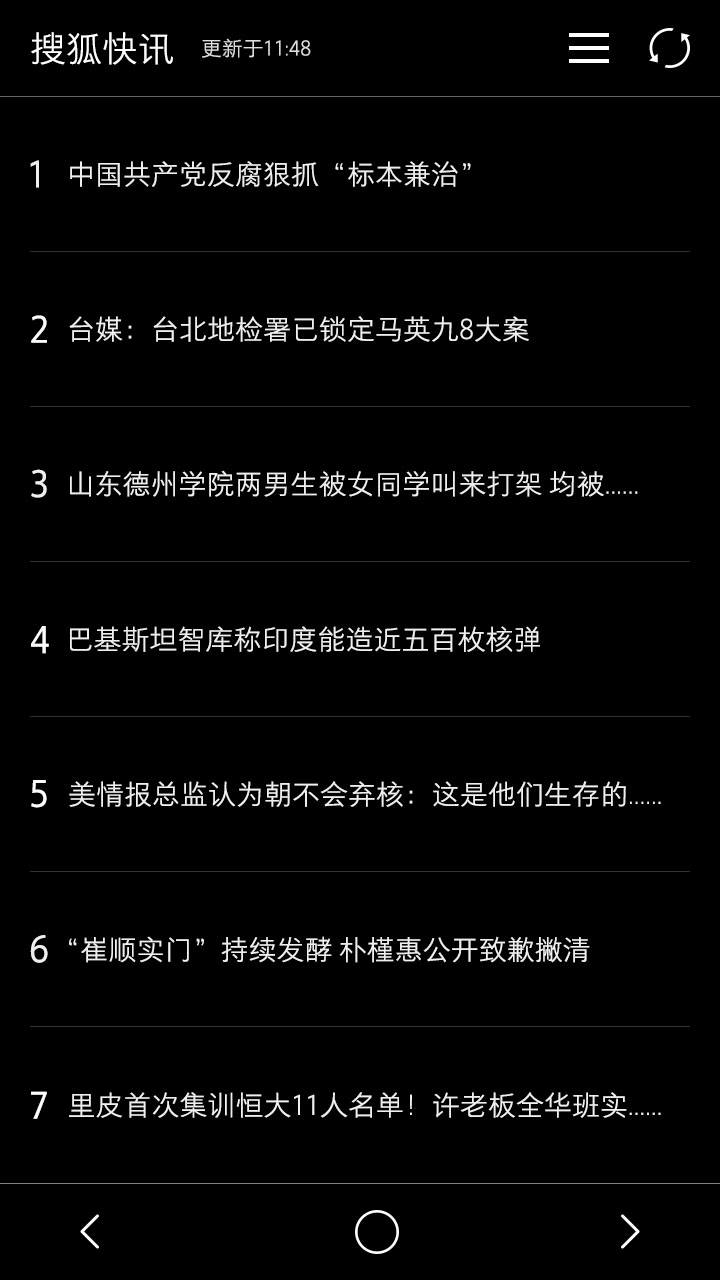 搜狐快讯 更新于11:48
1 中国共产党反腐狠抓“标本兼治”
2 台媒：台北地检署已锁定马英九8大案
3 山东德州学院两男生被女同学叫来打架 均被......
4 巴基斯坦智库称印度能造近五百枚核弹
5 美情报总监认为朝不会弃核：这是他们生存的......
6 “崔顺实门”持续发酵 朴槿惠公开致歉撇清
7 里皮首次集训恒大11人名单！许老板全华班实......